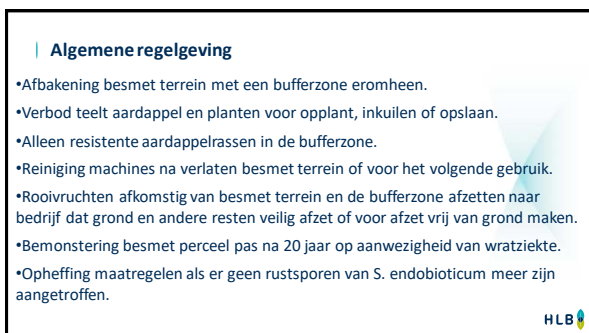 Algemene regelgeving
•Afbakening besmet terrein met een bufferzone eromheen.
•Verbod teelt aardappel en planten voor opplant, inkuilen of opslaan.
•Alleen resistente aardappelrassen in de bufferzone.
•Reiniging machines na verlaten besmet terrein of voor het volgende gebruik.
•Rooivruchten afkomstig van besmet terrein en de bufferzone afzetten naar
bedrijf dat grond en andere resten veilig afzet of voor afzet vrij van grond maken.
•Bemonstering besmet perceel pas na 20 jaar op aanwezigheid van wratziekte.
•Opheffing maatregelen als er geen rustsporen van S. endobioticum meer zijn
aangetroffen.
HLB